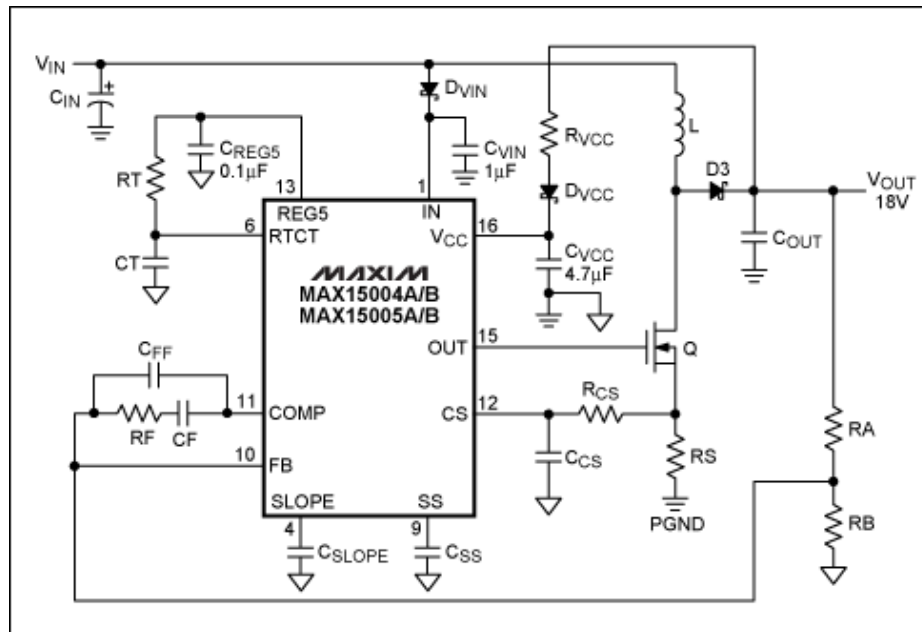 VIN
CIN
DVIN
CREG5
0.1µF
RT
13
REG5
6
RTCT
CT
1
IN
CVIN
1µF
RVCC
DVCC
16
VCC
CVCC
4.7µF
L
D3
VOUT
18V
COUT
MAXIM
MAX15004A/B
MAX15005A/B
15
OUT
Q
CFF
11
COMP
RF
CF
10
FB
12
CS
RCS
CCS
RS
PGND
RA
RB
SLOPE
4
CSLOPE
SS
9
CSS